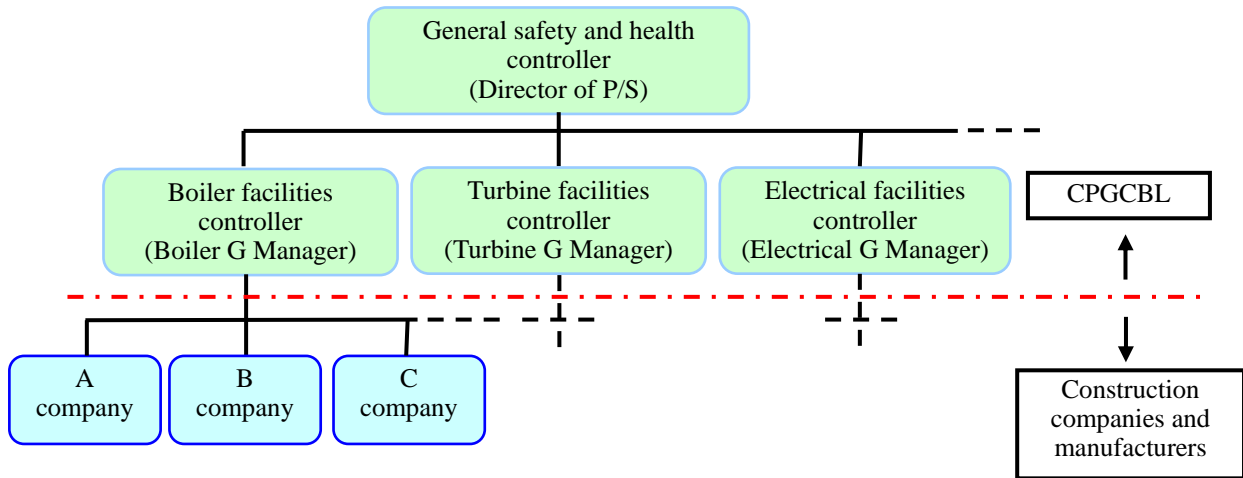 General safety and health
controller
(Director of P/S)
Boiler facilities
controller
(Boiler G Manager)
Turbine facilities
controller
(Turbine G Manager)
Electrical facilities
controller
(Electrical G Manager)
CPGCBL
A
company
B
company
C
company
Construction
companies and
manufacturers